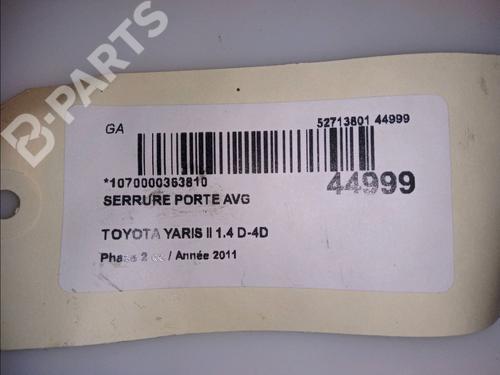 B-PARTS
GA
52713801 44999
*1070000363810
44999
SERRURE PORTE AVG
TOYOTA YARIS II 1.4 D-4D
Phase 2 / Année 2011